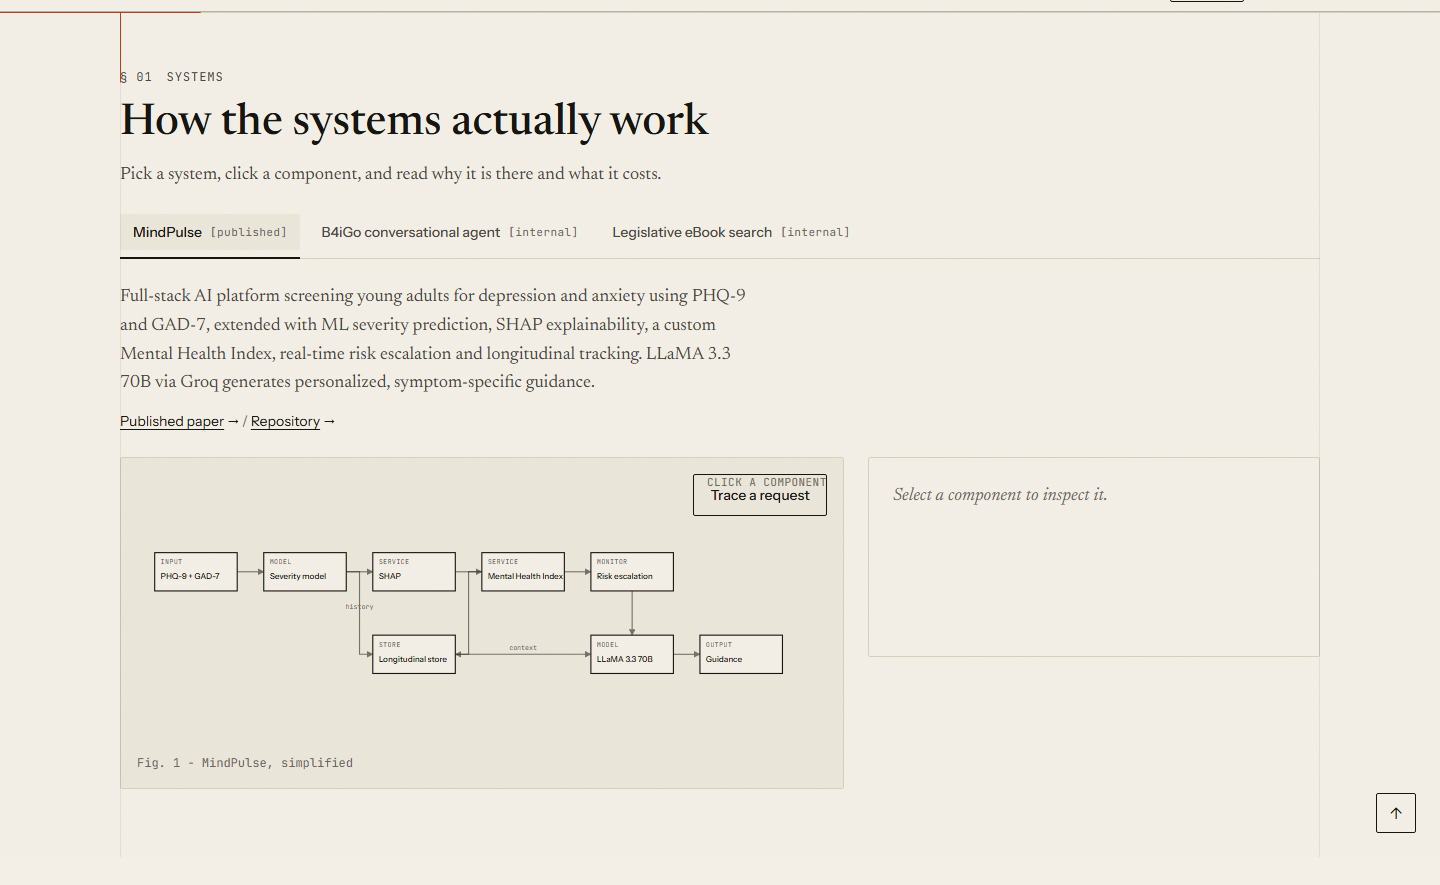 § 01 SYSTEMS
How the systems actually work
Pick a system, click a component, and read why it is there and what it costs.
MindPulse [published] B4iGo conversational agent [internal] Legislative eBook search [internal]
Full-stack AI platform screening young adults for depression and anxiety using PHQ-9
and GAD-7, extended with ML severity prediction, SHAP explainability, a custom
Mental Health Index, real-time risk escalation and longitudinal tracking. LLaMA 3.3
70B via Groq generates personalized, symptom-specific guidance.
Published paper → / Repository →
CLICK A COMPONENT
Trace a request
Select a component to inspect it.
INPUT
PHQ-9 + GAD-7
MODEL
Severity model
SERVICE
SHAP
SERVICE
Mental Health Index
MONITOR
Risk escalation
history
STORE
Longitudinal store
context
MODEL
LLaMA 3.3 70B
OUTPUT
Guidance
Fig. 1 - MindPulse, simplified
↑